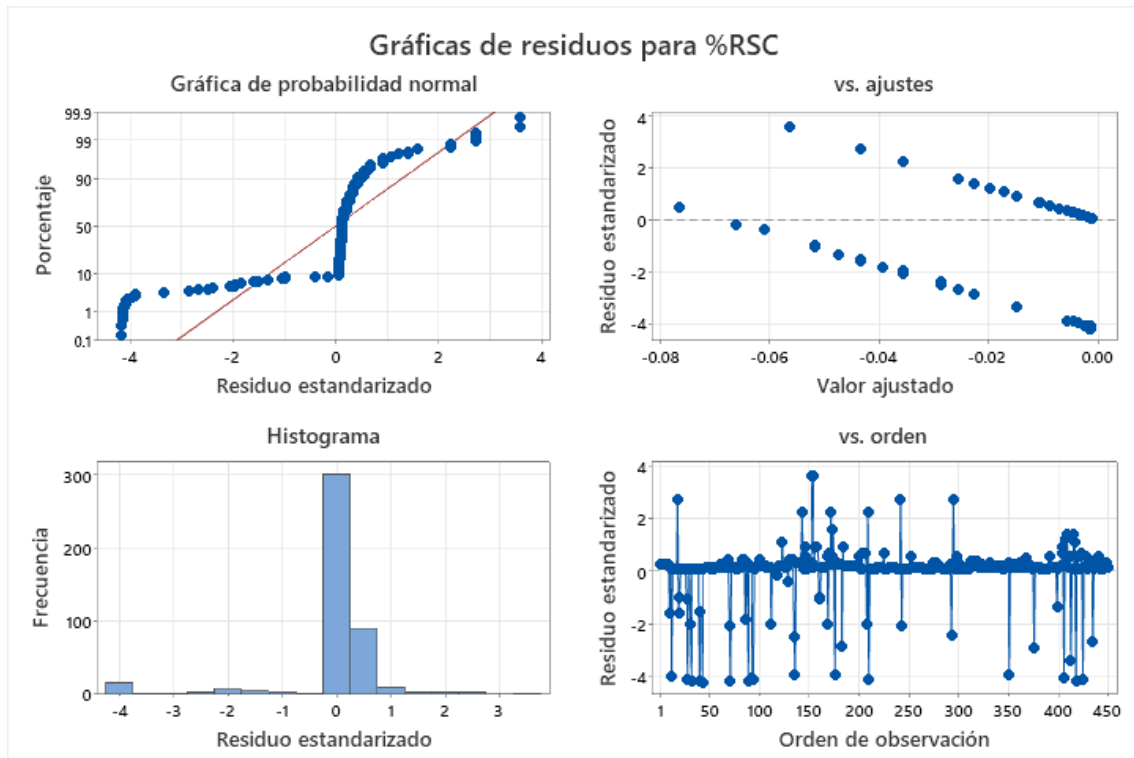 Gráficas de residuos para %RSC
Gráfica de probabilidad normal
99.9
99
90
50
10
1
0.1
Porcentaje
-4 -2 0 2 4
Residuo estandarizado
vs. ajustes
4
2
0
-2
-4
Residuo estandarizado
-0.08 -0.06 -0.04 -0.02 0.00
Valor ajustado
Histograma
300
200
100
0
Frecuencia
-4 -3 -2 -1 0 1 2 3
Residuo estandarizado
vs. orden
4
2
0
-2
-4
Residuo estandarizado
1 50 100 150 200 250 300 350 400 450
Orden de observación